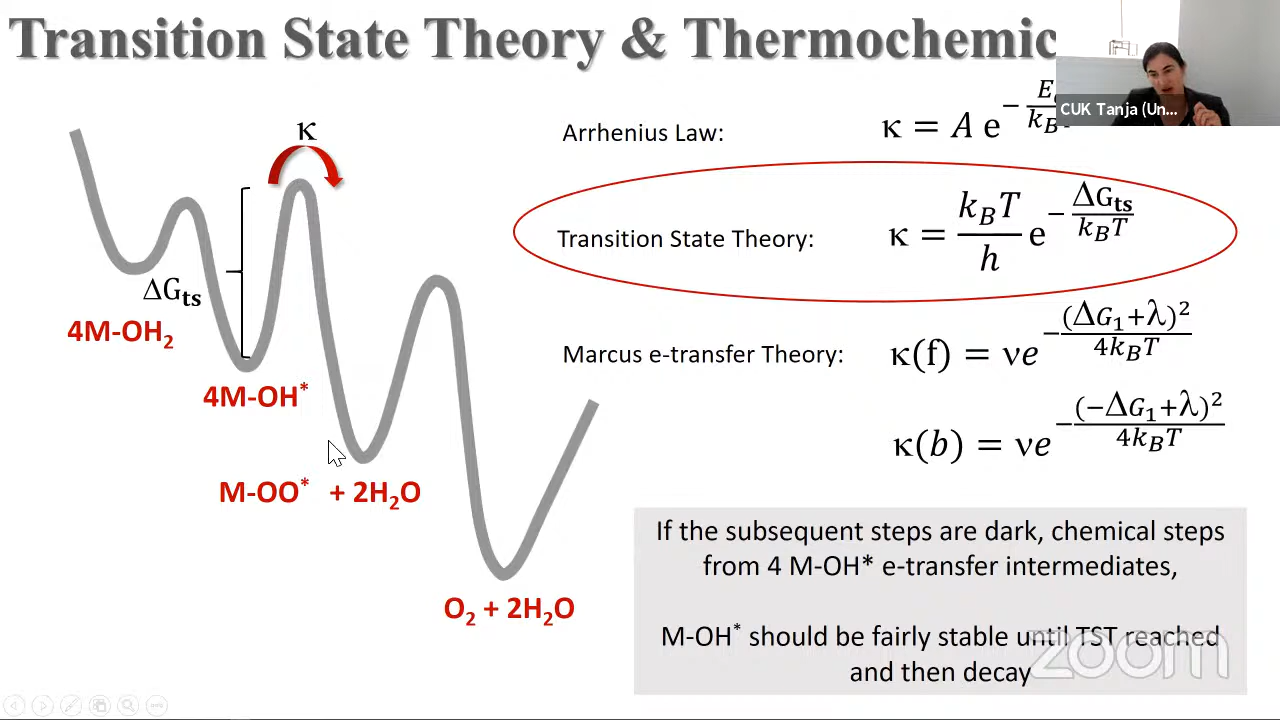 Transition State Theory & Thermochemic
CUK Tanja (Un...
κ
Arrhenius Law:
κ = A e^−E/k_B
Transition State Theory:
κ = k_BT/h e^−ΔG_ts/k_BT
ΔG_ts
4M-OH₂
Marcus e-transfer Theory:
κ(f) = νe^−(ΔG₁+λ)²/4k_BT
4M-OH*
κ(b) = νe^−(−ΔG₁+λ)²/4k_BT
M-OO* + 2H₂O
O₂ + 2H₂O
If the subsequent steps are dark, chemical steps
from 4 M-OH* e-transfer intermediates,
M-OH* should be fairly stable until TST reached
and then decay
zoom